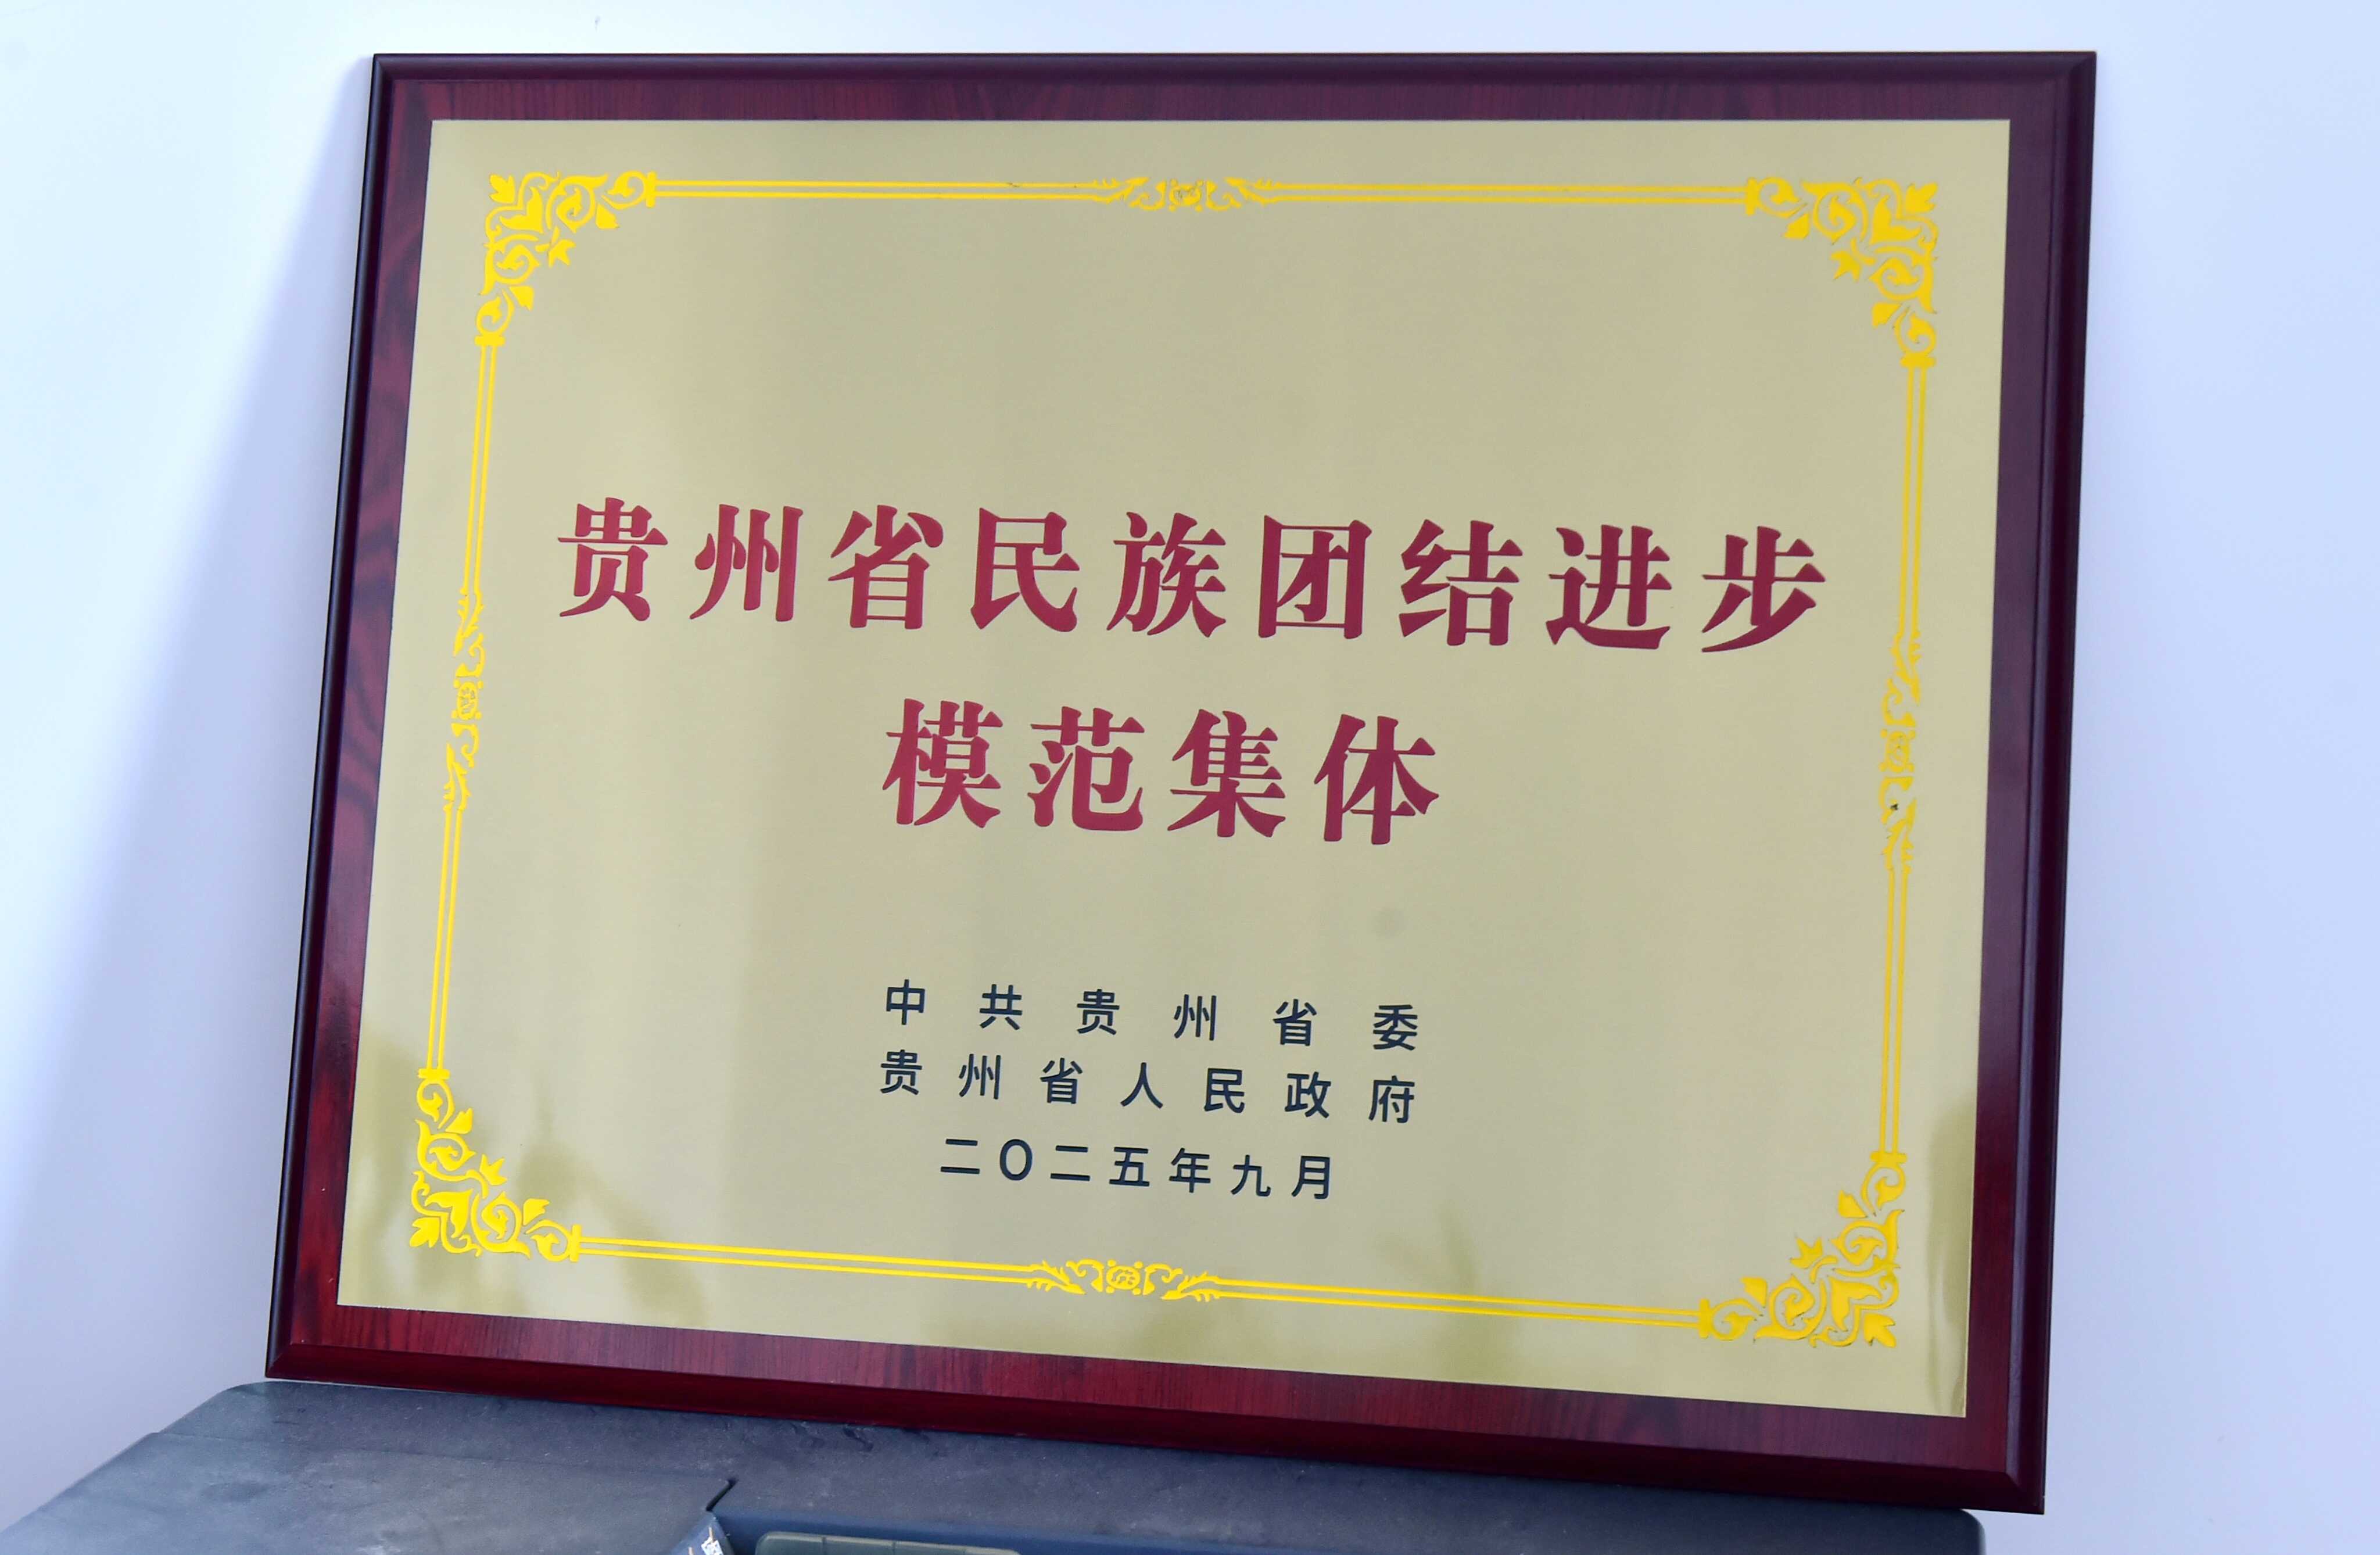 贵州省民族团结进步
模范集体
中共贵州省委
贵州省人民政府
二〇二五年九月